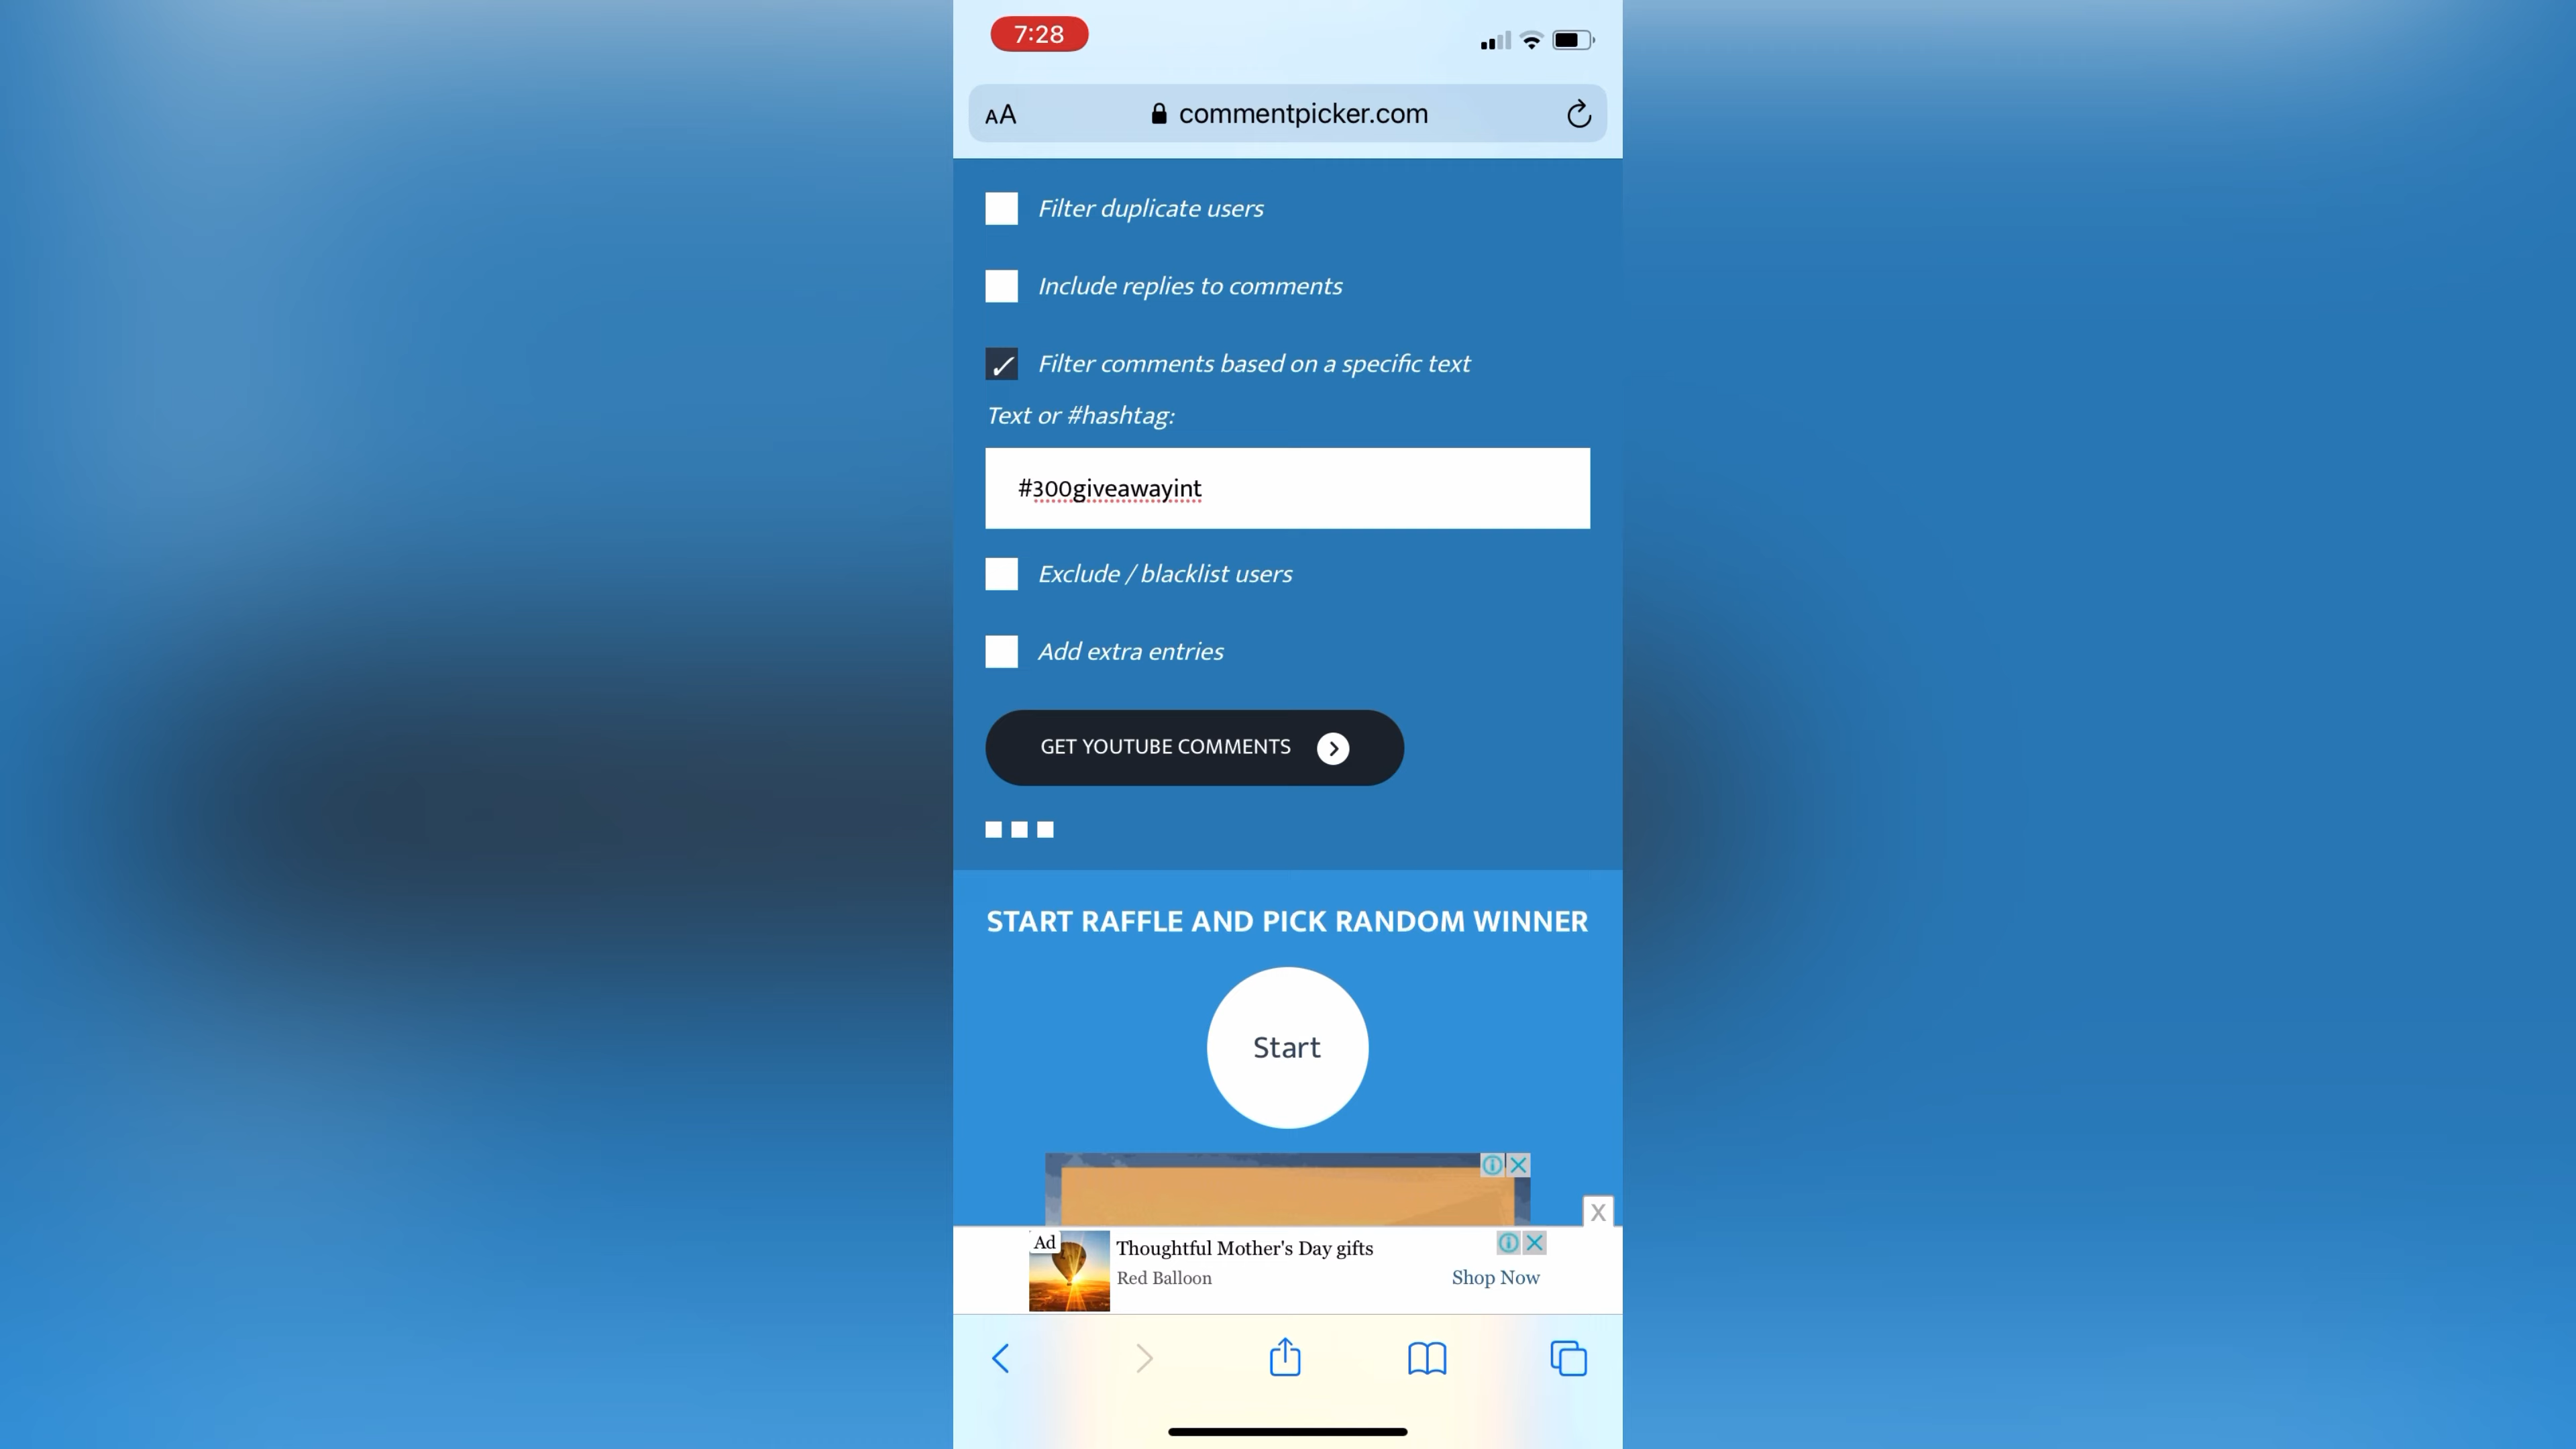 7:28
AA commentpicker.com
Filter duplicate users
Include replies to comments
Filter comments based on a specific text
Text or #hashtag:
#300giveawayint
Exclude / blacklist users
Add extra entries
GET YOUTUBE COMMENTS
START RAFFLE AND PICK RANDOM WINNER
Start
X
Ad
Thoughtful Mother's Day gifts
Red Balloon
Shop Now